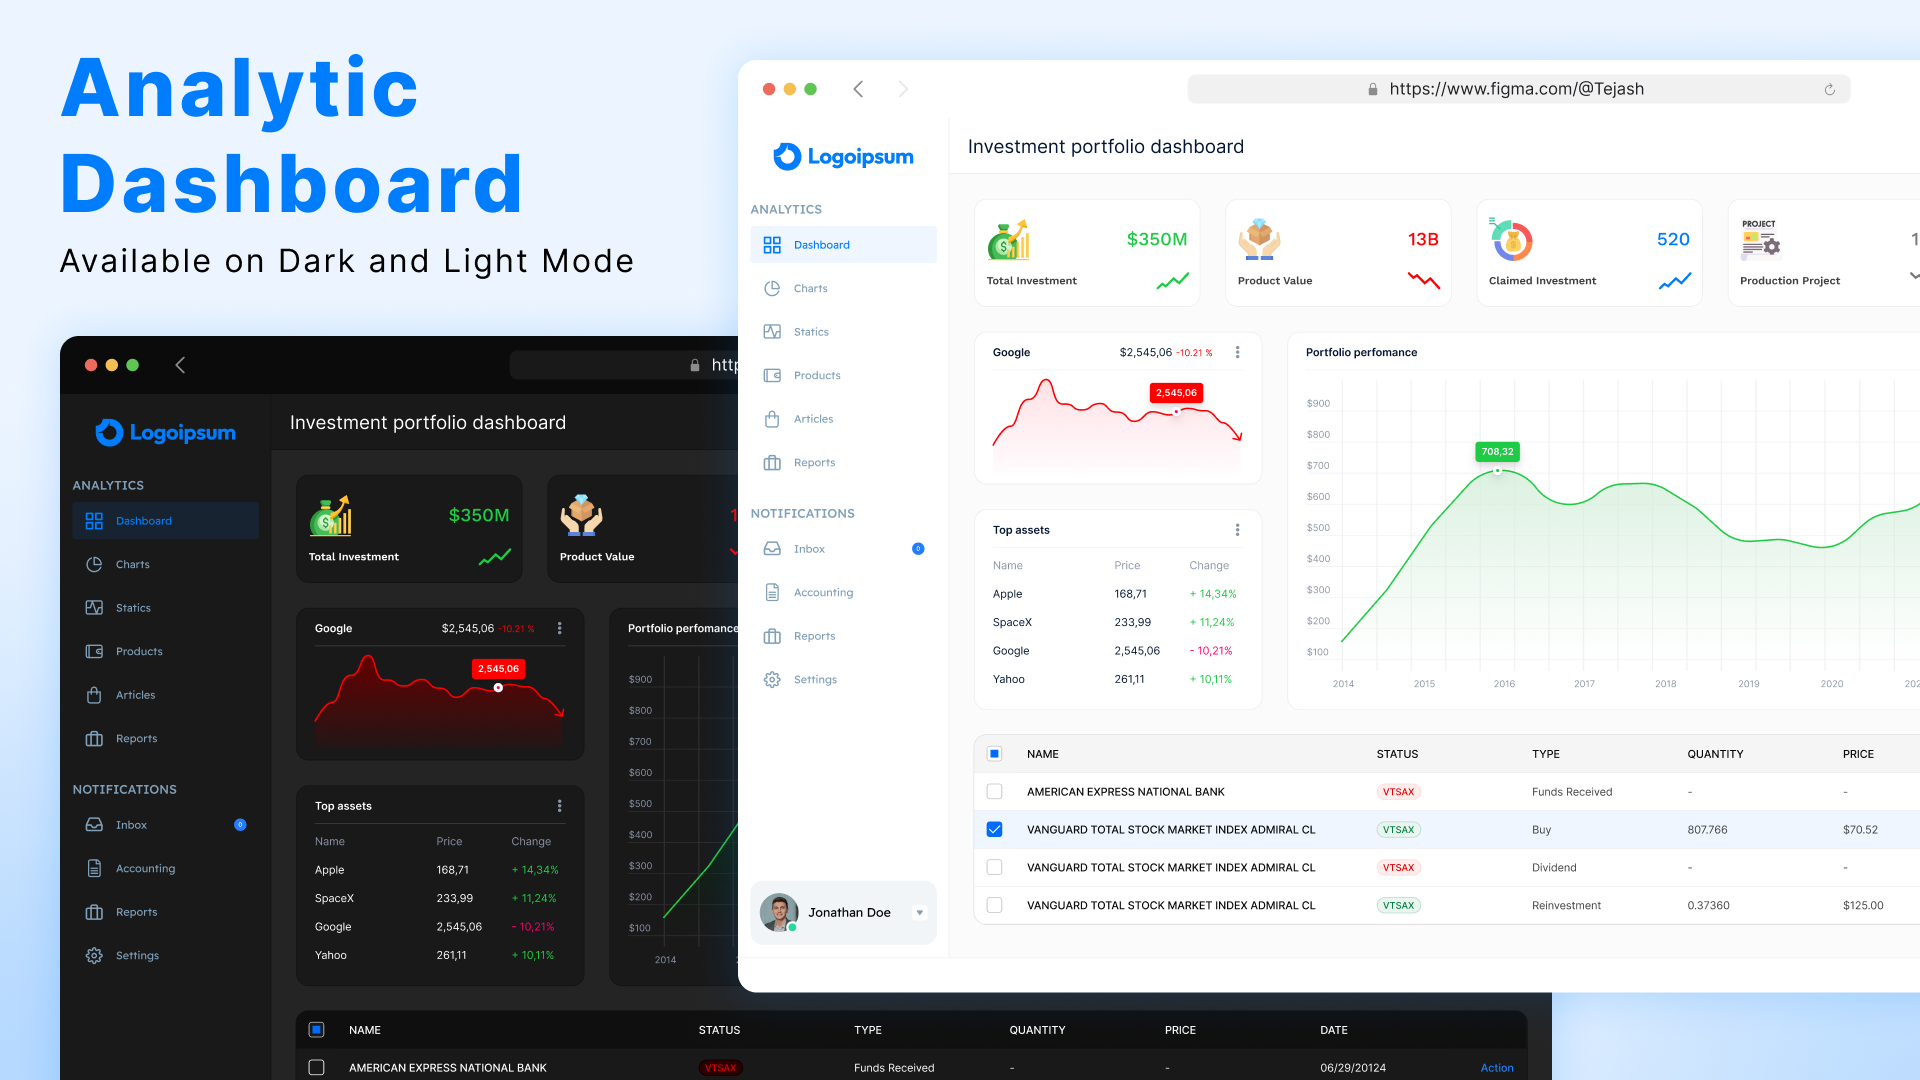 Analytic
Dashboard
Available on Dark and Light Mode
https://www.figma.com/@Tejash
Logoipsum
Investment portfolio dashboard
ANALYTICS
Dashboard
Charts
Statics
Products
Articles
Reports
NOTIFICATIONS
Inbox 0
Accounting
Reports
Settings
Jonathan Doe
$350M
Total Investment
13B
Product Value
520
Claimed Investment
PROJECT
1
Production Project
Google $2,545,06 -10.21 %
2,545,06
Top assets
Name Price Change
Apple 168,71 + 14,34%
SpaceX 233,99 + 11,24%
Google 2,545,06 - 10,21%
Yahoo 261,11 + 10,11%
Portfolio perfomance
$900
$800
$700
$600
$500
$400
$300
$200
$100
708,32
2014 2015 2016 2017 2018 2019 2020 202
NAME STATUS TYPE QUANTITY PRICE
AMERICAN EXPRESS NATIONAL BANK VTSAX Funds Received - -
VANGUARD TOTAL STOCK MARKET INDEX ADMIRAL CL VTSAX Buy 807.766 $70.52
VANGUARD TOTAL STOCK MARKET INDEX ADMIRAL CL VTSAX Dividend - -
VANGUARD TOTAL STOCK MARKET INDEX ADMIRAL CL VTSAX Reinvestment 0.37360 $125.00
http
Logoipsum
Investment portfolio dashboard
ANALYTICS
Dashboard
Charts
Statics
Products
Articles
Reports
NOTIFICATIONS
Inbox 0
Accounting
Reports
Settings
$350M
Total Investment
1
Product Value
Google $2,545,06 -10.21 %
2,545,06
Top assets
Name Price Change
Apple 168,71 + 14,34%
SpaceX 233,99 + 11,24%
Google 2,545,06 - 10,21%
Yahoo 261,11 + 10,11%
Portfolio perfomance
$900
$800
$700
$600
$500
$400
$300
$200
$100
2014
NAME STATUS TYPE QUANTITY PRICE DATE
AMERICAN EXPRESS NATIONAL BANK VTSAX Funds Received - - 06/29/20124 Action